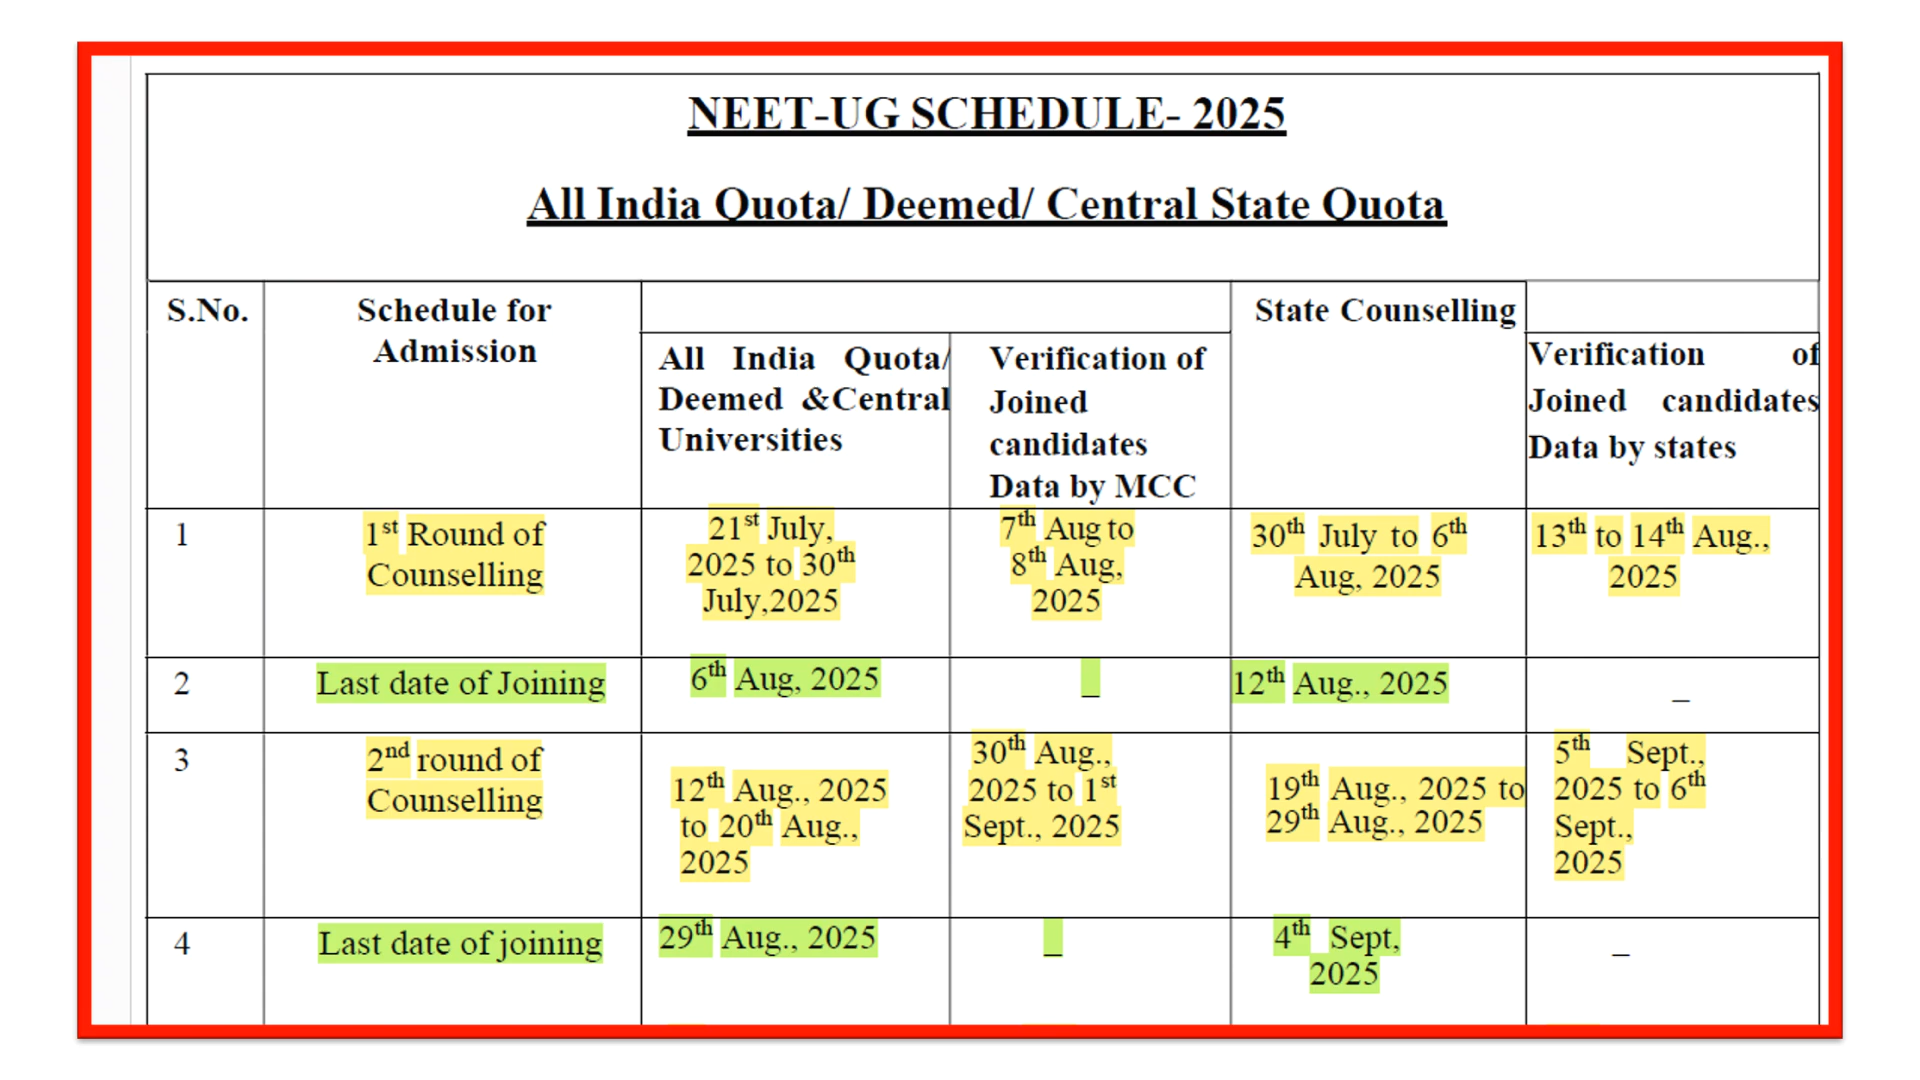 NEET-UG SCHEDULE- 2025
All India Quota/ Deemed/ Central State Quota
S.No.
Schedule for
Admission
All India Quota/
Deemed &Central
Universities
Verification of
Joined
candidates
Data by MCC
State Counselling
Verification of
Joined candidates
Data by states
1
1st Round of
Counselling
21st July,
2025 to 30th
July,2025
7th Aug to
8th Aug,
2025
30th July to 6th
Aug, 2025
13th to 14th Aug.,
2025
2
Last date of Joining
6th Aug, 2025
_
12th Aug., 2025
_
3
2nd round of
Counselling
12th Aug., 2025
to 20th Aug.,
2025
30th Aug.,
2025 to 1st
Sept., 2025
19th Aug., 2025 to
29th Aug., 2025
5th Sept.,
2025 to 6th
Sept.,
2025
4
Last date of joining
29th Aug., 2025
_
4th Sept,
2025
_